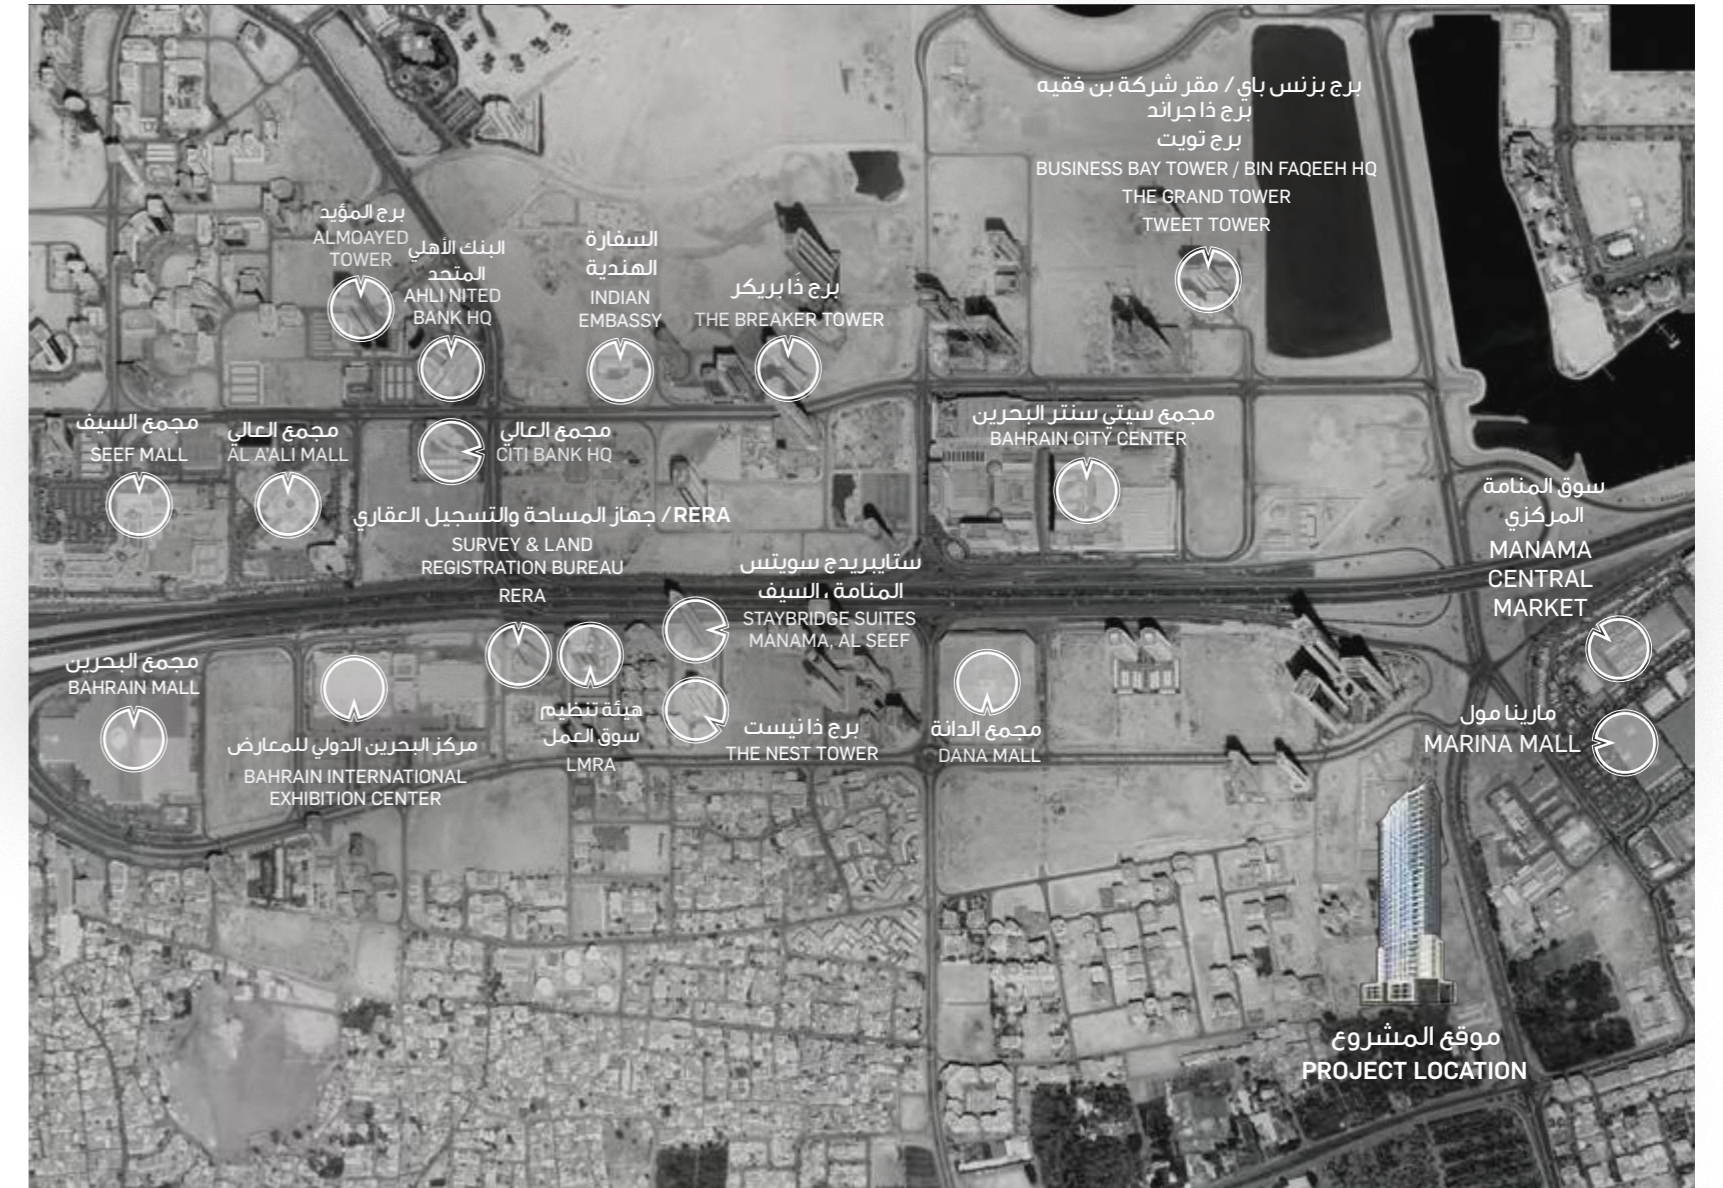 برج بزنس باي / مقر شركة بن فقيه
برج ذا جراند
برج تويت
BUSINESS BAY TOWER / BIN FAQEEH HQ
THE GRAND TOWER
TWEET TOWER
برج المؤيد
ALMOAYED
TOWER
البنك الأهلي
المتحد
AHLI NITED
BANK HQ
السفارة
الهندية
INDIAN
EMBASSY
برج ذَا بريكر
THE BREAKER TOWER
مجمع السيف
SEEF MALL
مجمع العالي
AL A'ALI MALL
مجمع العالي
CITI BANK HQ
مجمع سيتي سنتر البحرين
BAHRAIN CITY CENTER
سوق المنامة
المركزي
MANAMA
CENTRAL
MARKET
جهاز المساحة والتسجيل العقاري /RERA
SURVEY & LAND
REGISTRATION BUREAU
RERA
ستايبريدج سويتس
المنامة ، السيف
STAYBRIDGE SUITES
MANAMA, AL SEEF
مجمع البحرين
BAHRAIN MALL
مركز البحرين الدولي للمعارض
BAHRAIN INTERNATIONAL
EXHIBITION CENTER
هيئة تنظيم
سوق العمل
LMRA
برج ذا نيست
THE NEST TOWER
مجمع الدانة
DANA MALL
مارينا مول
MARINA MALL
موقع المشروع
PROJECT LOCATION